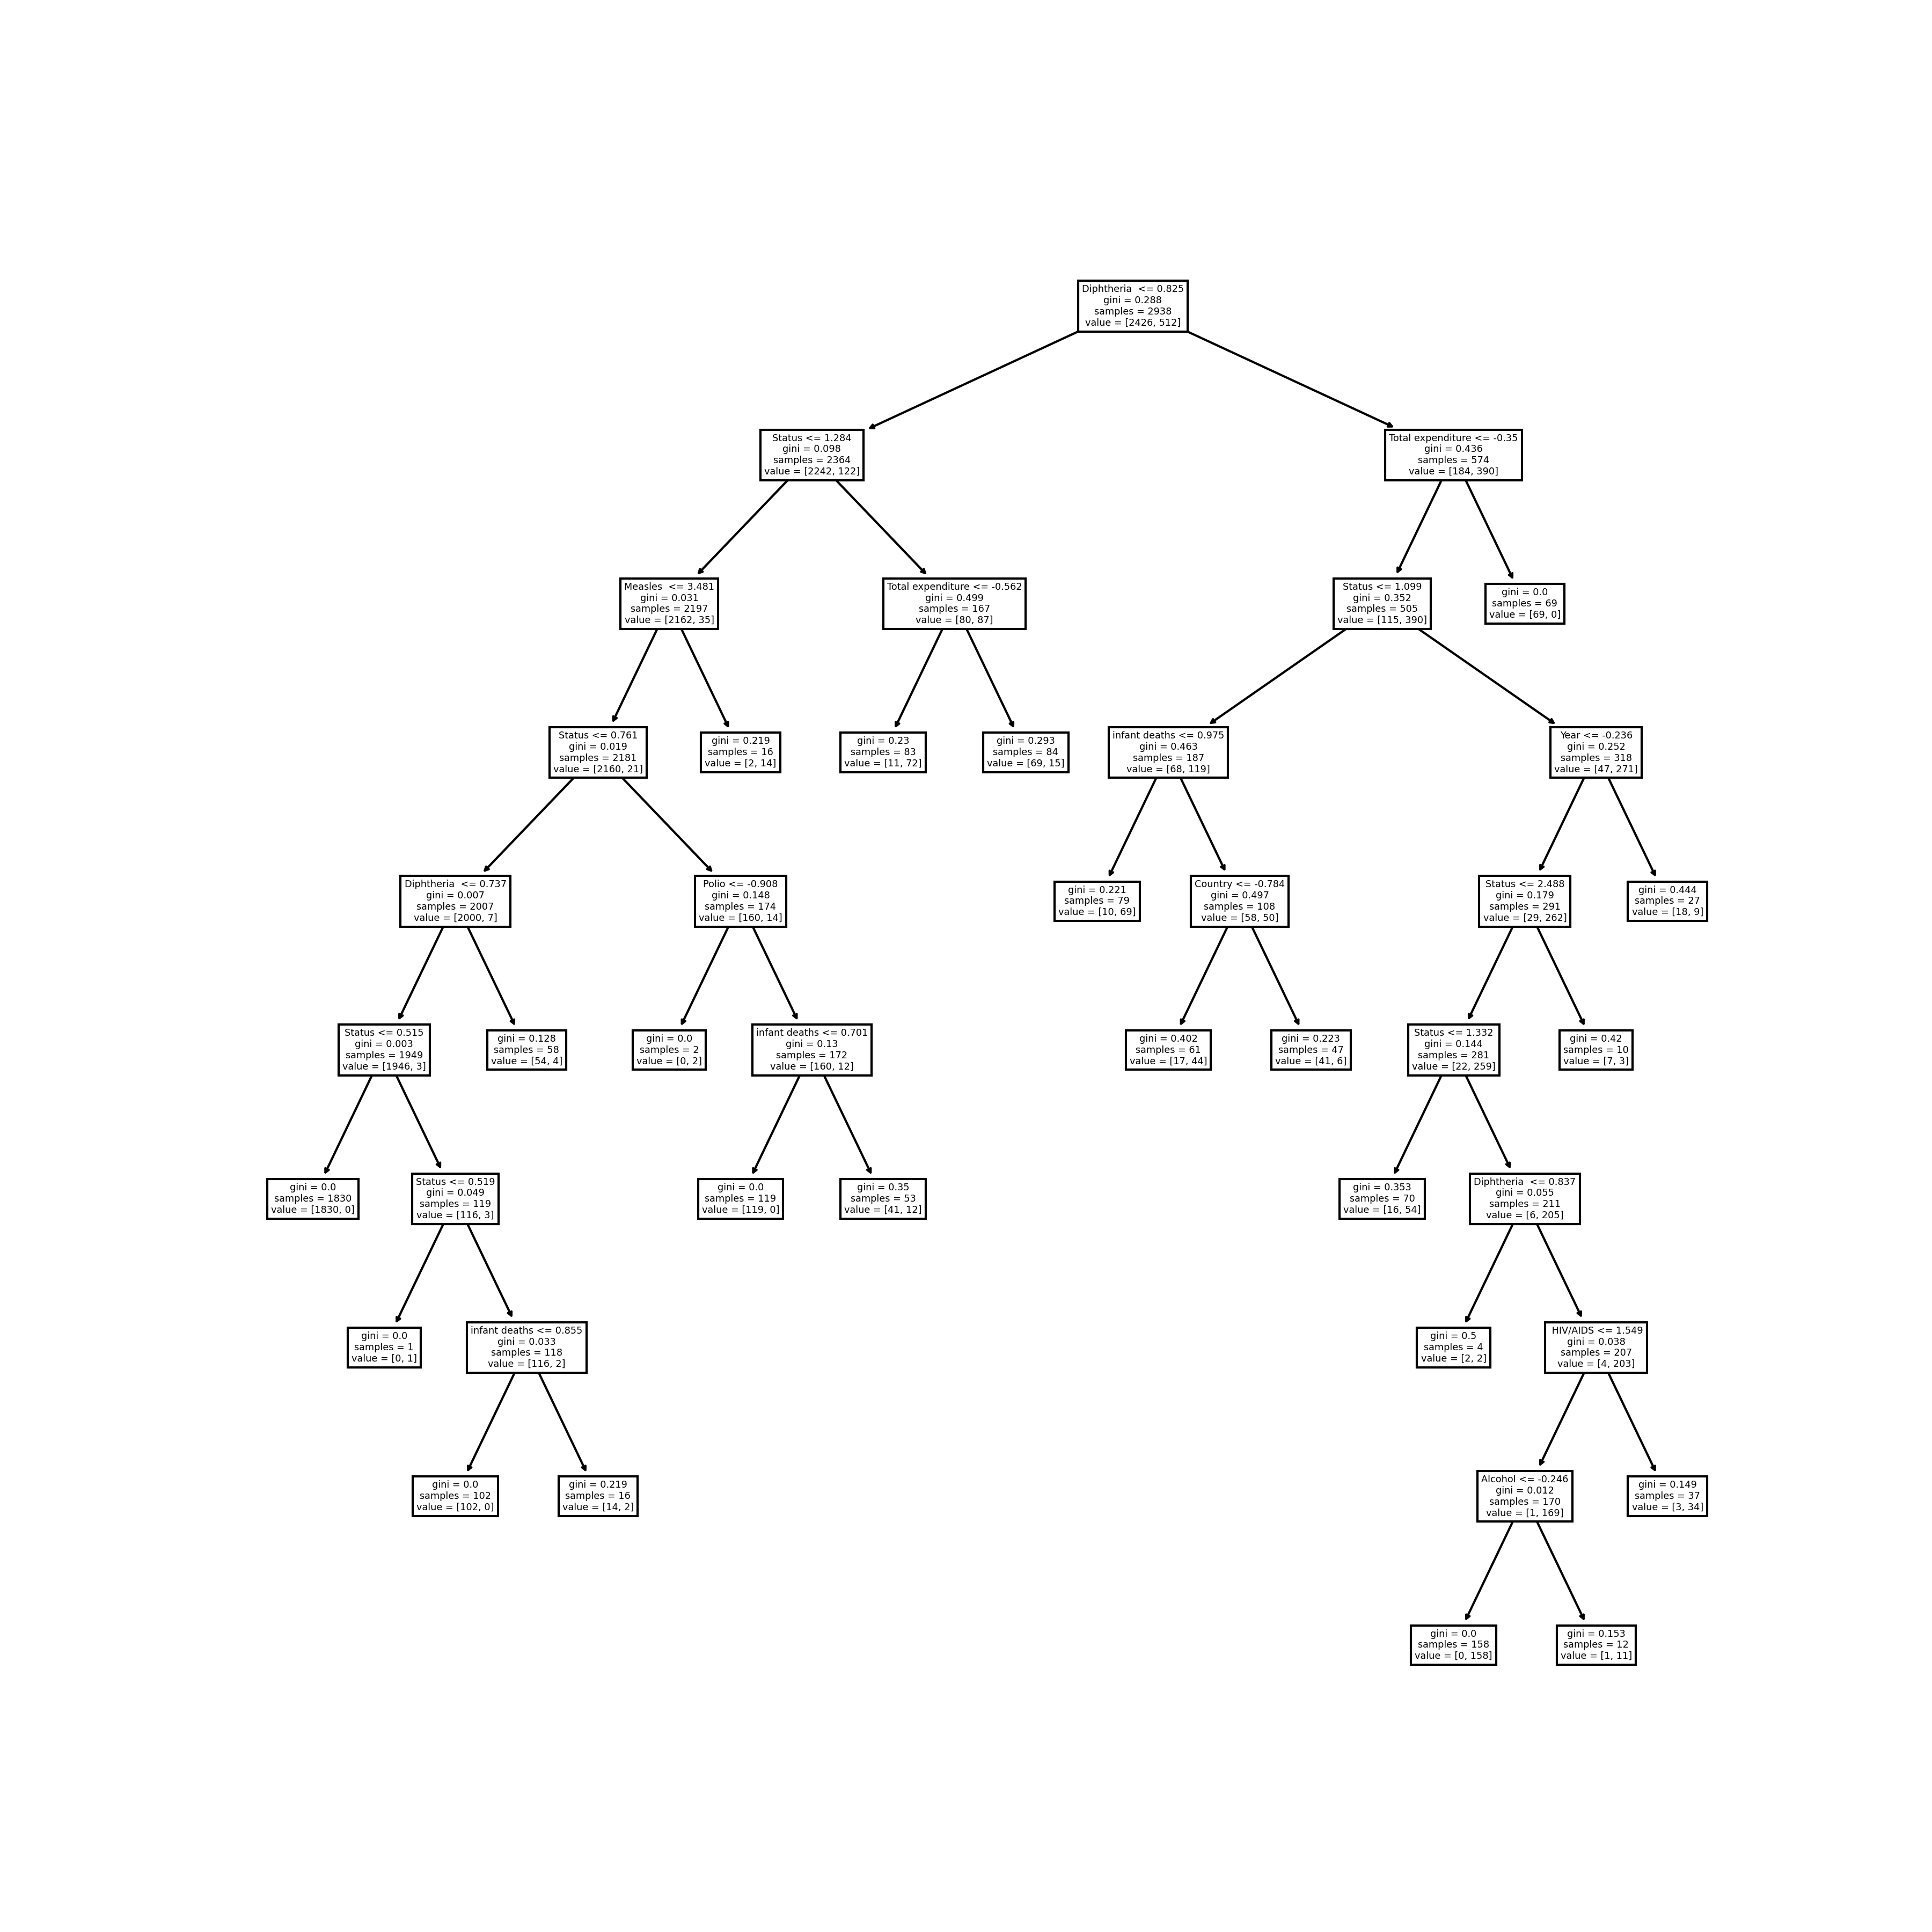 Diphtheria  <= 0.825
gini = 0.288
samples = 2938
value = [2426, 512]
Status <= 1.284
gini = 0.098
samples = 2364
value = [2242, 122]
Total expenditure <= -0.35
gini = 0.436
samples = 574
value = [184, 390]
Measles  <= 3.481
gini = 0.031
samples = 2197
value = [2162, 35]
Total expenditure <= -0.562
gini = 0.499
samples = 167
value = [80, 87]
Status <= 1.099
gini = 0.352
samples = 505
value = [115, 390]
gini = 0.0
samples = 69
value = [69, 0]
Status <= 0.761
gini = 0.019
samples = 2181
value = [2160, 21]
gini = 0.219
samples = 16
value = [2, 14]
gini = 0.23
samples = 83
value = [11, 72]
gini = 0.293
samples = 84
value = [69, 15]
infant deaths <= 0.975
gini = 0.463
samples = 187
value = [68, 119]
Year <= -0.236
gini = 0.252
samples = 318
value = [47, 271]
Diphtheria  <= 0.737
gini = 0.007
samples = 2007
value = [2000, 7]
Polio <= -0.908
gini = 0.148
samples = 174
value = [160, 14]
gini = 0.221
samples = 79
value = [10, 69]
Country <= -0.784
gini = 0.497
samples = 108
value = [58, 50]
Status <= 2.488
gini = 0.179
samples = 291
value = [29, 262]
gini = 0.444
samples = 27
value = [18, 9]
Status <= 0.515
gini = 0.003
samples = 1949
value = [1946, 3]
gini = 0.128
samples = 58
value = [54, 4]
gini = 0.0
samples = 2
value = [0, 2]
infant deaths <= 0.701
gini = 0.13
samples = 172
value = [160, 12]
gini = 0.402
samples = 61
value = [17, 44]
gini = 0.223
samples = 47
value = [41, 6]
Status <= 1.332
gini = 0.144
samples = 281
value = [22, 259]
gini = 0.42
samples = 10
value = [7, 3]
gini = 0.0
samples = 1830
value = [1830, 0]
Status <= 0.519
gini = 0.049
samples = 119
value = [116, 3]
gini = 0.0
samples = 119
value = [119, 0]
gini = 0.35
samples = 53
value = [41, 12]
gini = 0.353
samples = 70
value = [16, 54]
Diphtheria  <= 0.837
gini = 0.055
samples = 211
value = [6, 205]
gini = 0.0
samples = 1
value = [0, 1]
infant deaths <= 0.855
gini = 0.033
samples = 118
value = [116, 2]
gini = 0.5
samples = 4
value = [2, 2]
HIV/AIDS <= 1.549
gini = 0.038
samples = 207
value = [4, 203]
gini = 0.0
samples = 102
value = [102, 0]
gini = 0.219
samples = 16
value = [14, 2]
Alcohol <= -0.246
gini = 0.012
samples = 170
value = [1, 169]
gini = 0.149
samples = 37
value = [3, 34]
gini = 0.0
samples = 158
value = [0, 158]
gini = 0.153
samples = 12
value = [1, 11]